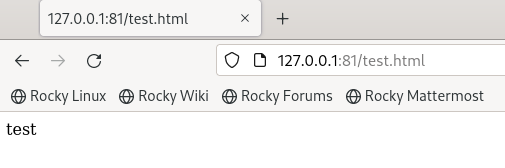 127.0.0.1:81/test.html
127.0.0.1:81/test.html
Rocky Linux Rocky Wiki Rocky Forums Rocky Mattermost
test